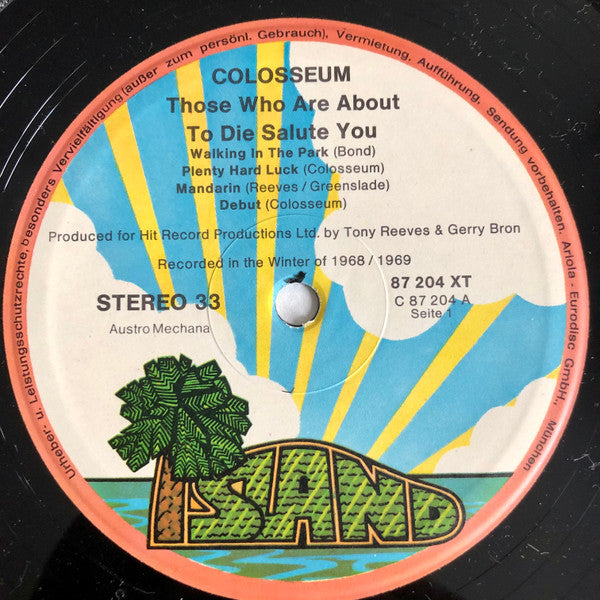 Urheber- u. Leistungsschutzrechte, besonders Vervielfältigung (außer zum persönl. Gebrauch), Vermietung, Aufführung, Sendung vorbehalten. Ariola - Eurodisc GmbH., München
COLOSSEUM
Those Who Are About
To Die Salute You
Walking In The Park (Bond)
Plenty Hard Luck (Colosseum)
Mandarin (Reeves / Greenslade)
Debut (Colosseum)
Produced for Hit Record Productions Ltd. by Tony Reeves & Gerry Bron
Recorded in the Winter of 1968 / 1969
STEREO 33
Austro Mechana
87 204 XT
C 87 204 A
Seite 1
ISLAND